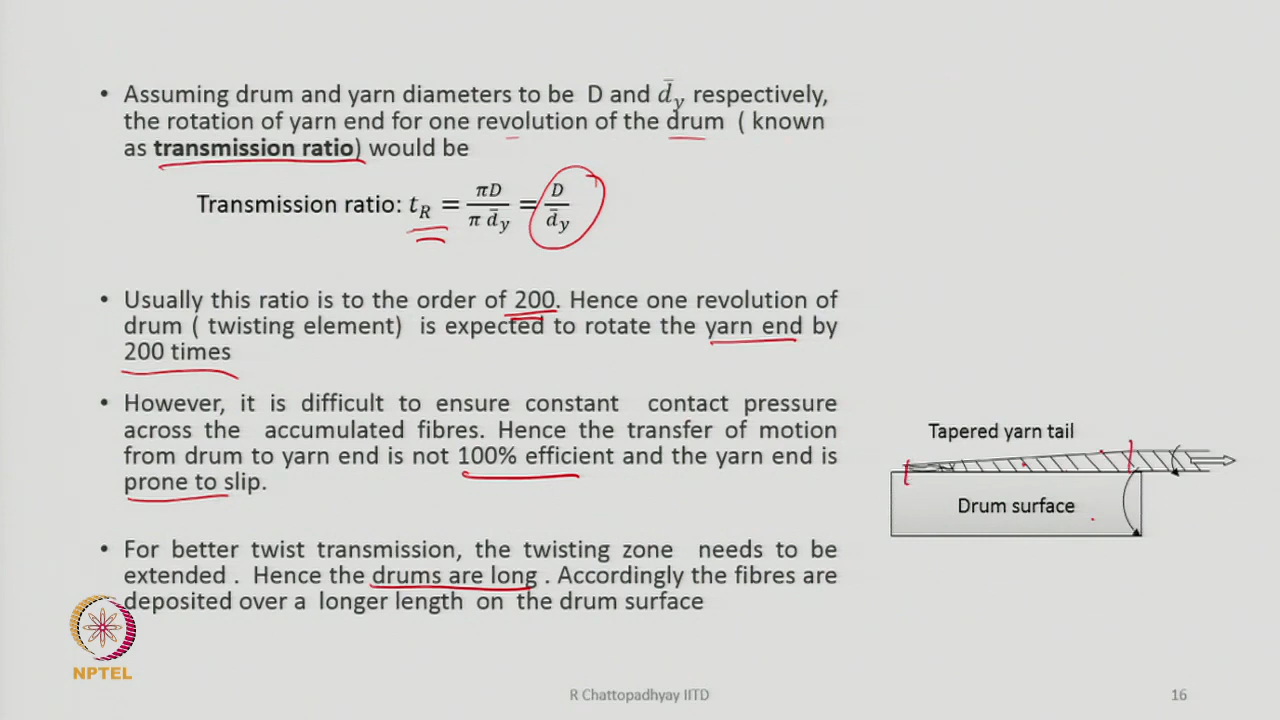 • Assuming drum and yarn diameters to be D and d̄y respectively,
the rotation of yarn end for one revolution of the drum ( known
as transmission ratio) would be
Transmission ratio: tR = πD / π d̄y = D / d̄y
• Usually this ratio is to the order of 200. Hence one revolution of
drum ( twisting element) is expected to rotate the yarn end by
200 times
• However, it is difficult to ensure constant contact pressure
across the accumulated fibres. Hence the transfer of motion
from drum to yarn end is not 100% efficient and the yarn end is
prone to slip.
• For better twist transmission, the twisting zone needs to be
extended . Hence the drums are long . Accordingly the fibres are
deposited over a longer length on the drum surface
Tapered yarn tail
Drum surface
NPTEL
R Chattopadhyay IITD
16